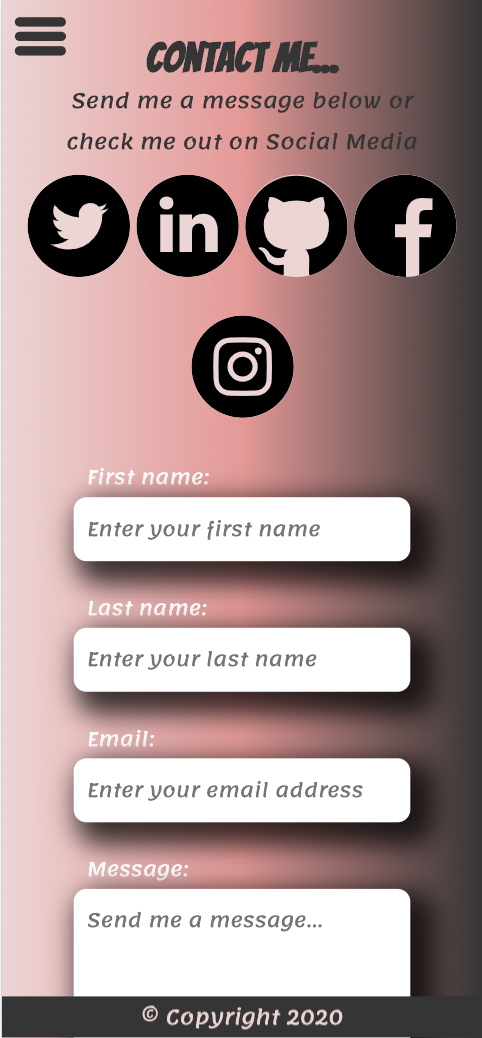 CONTACT ME...
Send me a message below or
check me out on Social Media
in
f
First name:
Enter your first name
Last name:
Enter your last name
Email:
Enter your email address
Message:
Send me a message...
© Copyright 2020